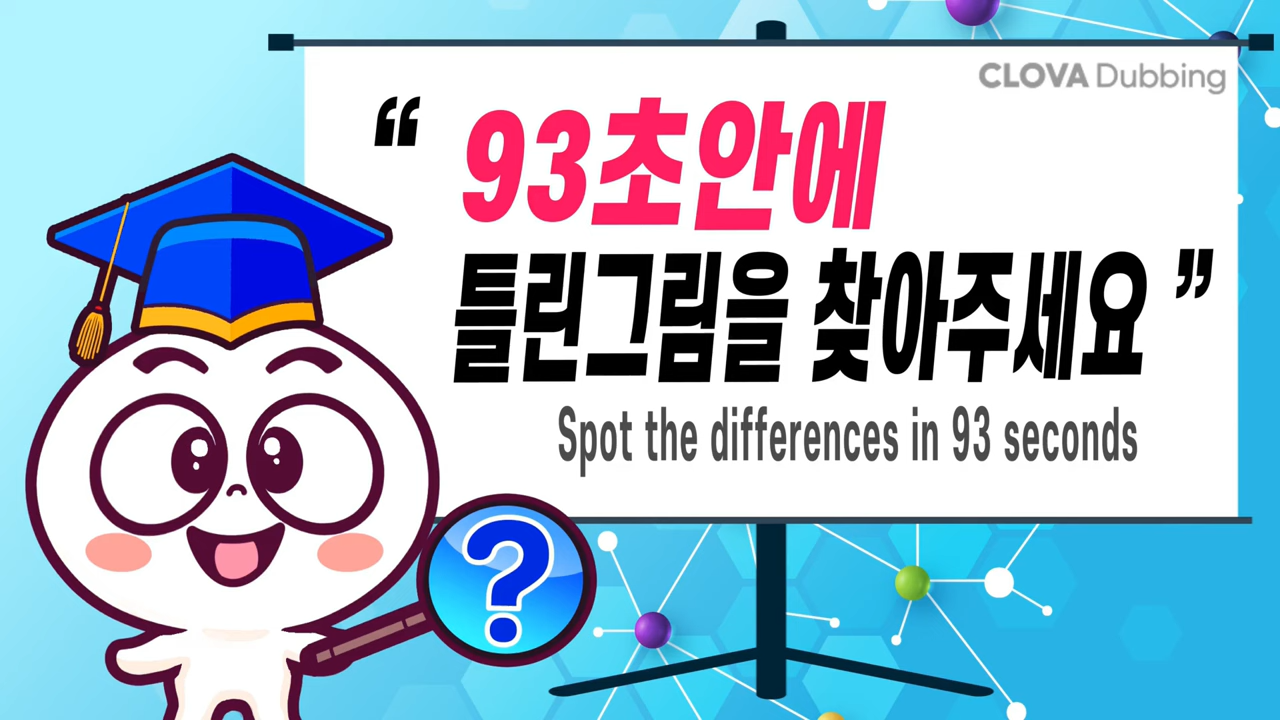 CLOVA Dubbing
“ 93초안에
틀린그림을 찾아주세요 ”
Spot the differences in 93 seconds
?